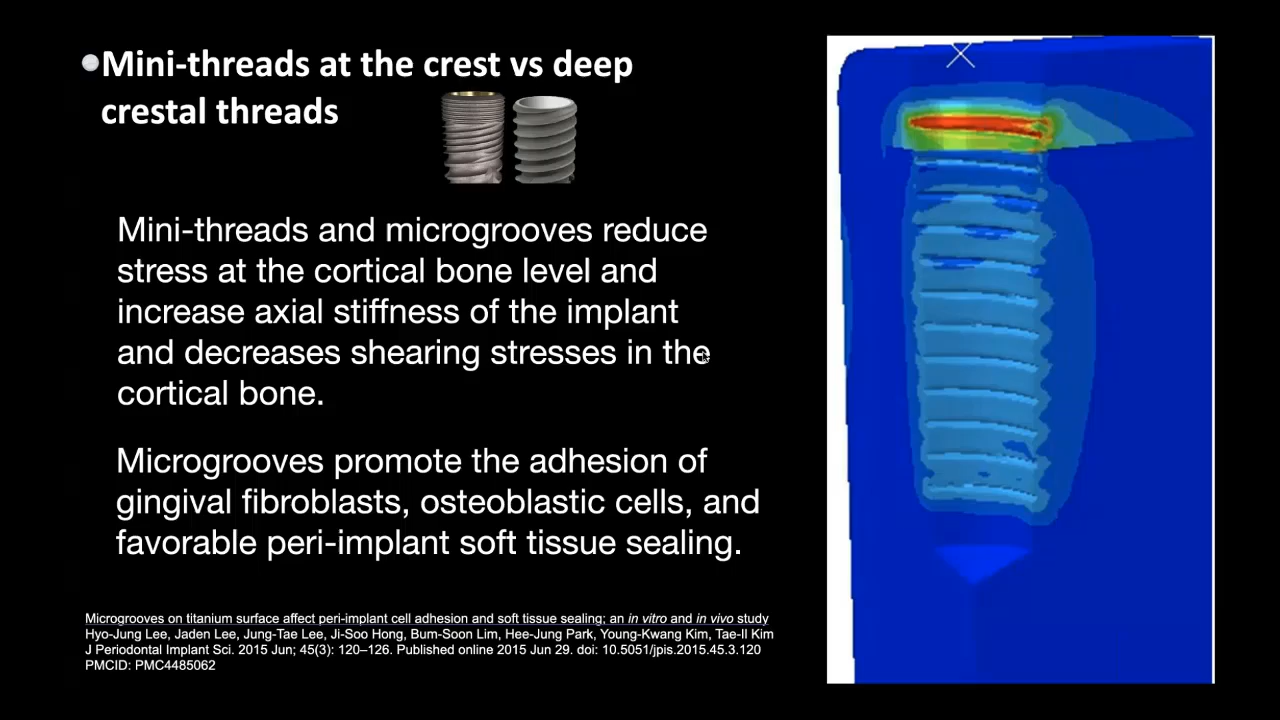 Mini-threads at the crest vs deep
crestal threads
Mini-threads and microgrooves reduce
stress at the cortical bone level and
increase axial stiffness of the implant
and decreases shearing stresses in the
cortical bone.
Microgrooves promote the adhesion of
gingival fibroblasts, osteoblastic cells, and
favorable peri-implant soft tissue sealing.
Microgrooves on titanium surface affect peri-implant cell adhesion and soft tissue sealing; an in vitro and in vivo study
Hyo-Jung Lee, Jaden Lee, Jung-Tae Lee, Ji-Soo Hong, Bum-Soon Lim, Hee-Jung Park, Young-Kwang Kim, Tae-Il Kim
J Periodontal Implant Sci. 2015 Jun; 45(3): 120–126. Published online 2015 Jun 29. doi: 10.5051/jpis.2015.45.3.120
PMCID: PMC4485062